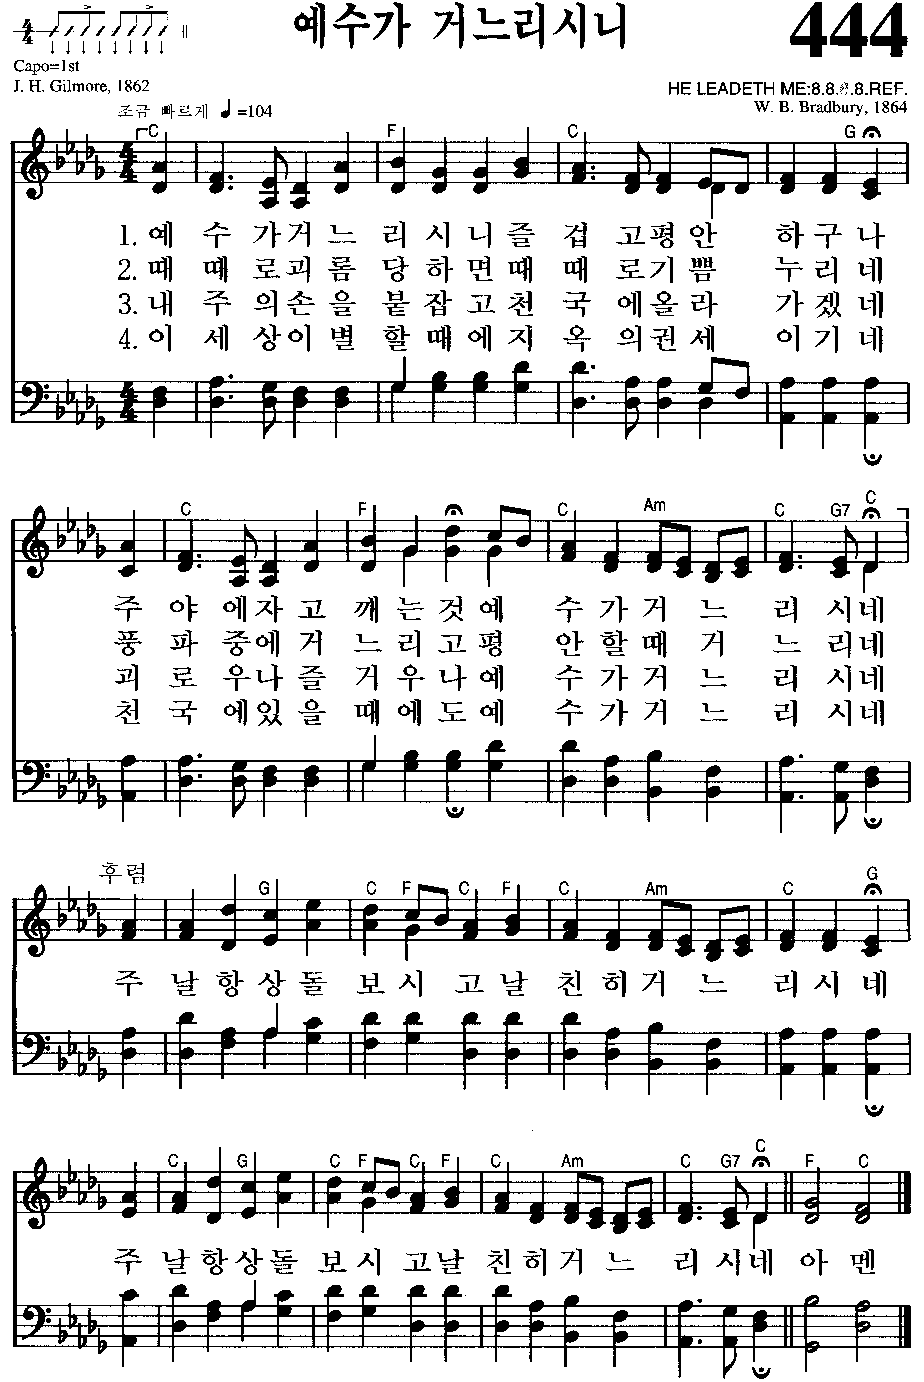 예수가 거느리시니
444
Capo=1st
J. H. Gilmore, 1862
HE LEADETH ME:8.8.8.8.REF.
W. B. Bradbury, 1864
조금 빠르게 ♩=104
C F C G
1. 예 수 가거 느 리 시 니 즐 겁 고평 안 하 구 나
2. 때 때 로괴 롬 당 하 면 때 때 로기 쁨 누 리 네
3. 내 주 의손 을 붙 잡 고 천 국 에올 라 가 겠 네
4. 이 세 상이 별 할 때 에 지 옥 의권 세 이 기 네
C F C Am C G7 C
주 야 에자 고 깨 는 것 예 수 가 거 느 리 시네
풍 파 중에 거 느 리 고 평 안 할 때 거 느 리네
괴 로 우나 즐 거 우 나 예 수 가 거 느 리 시네
천 국 에있 을 때 에 도 예 수 가 거 느 리 시네
후렴
G C F C F C Am C G
주 날 항 상 돌 보 시 고 날 친 히 거 느 리 시 네
C G C F C F C Am C G7 C F C
주 날 항 상 돌 보 시 고 날 친 히 거 느 리 시네 아 멘